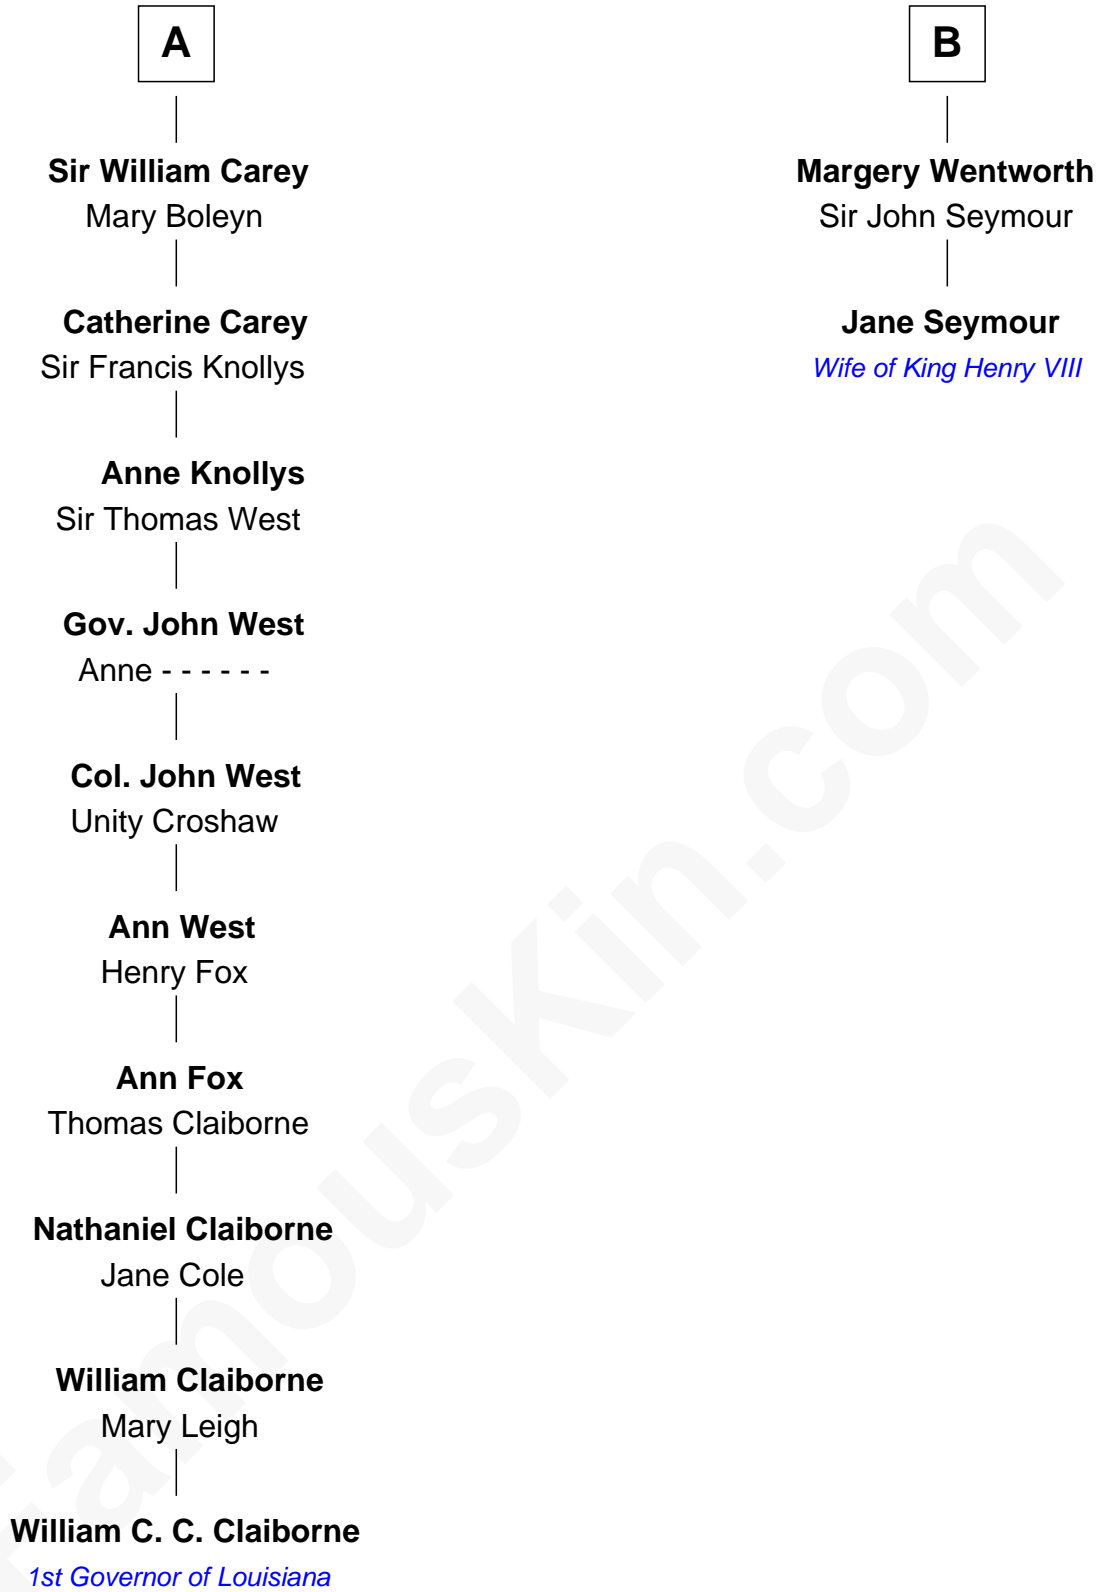 A
Sir William Carey
Mary Boleyn
Catherine Carey
Sir Francis Knollys
Anne Knollys
Sir Thomas West
Gov. John West
Anne - - - - - -
Col. John West
Unity Croshaw
Ann West
Henry Fox
Ann Fox
Thomas Claiborne
Nathaniel Claiborne
Jane Cole
William Claiborne
Mary Leigh
William C. C. Claiborne
1st Governor of Louisiana
B
Margery Wentworth
Sir John Seymour
Jane Seymour
Wife of King Henry VIII
famouskin.com